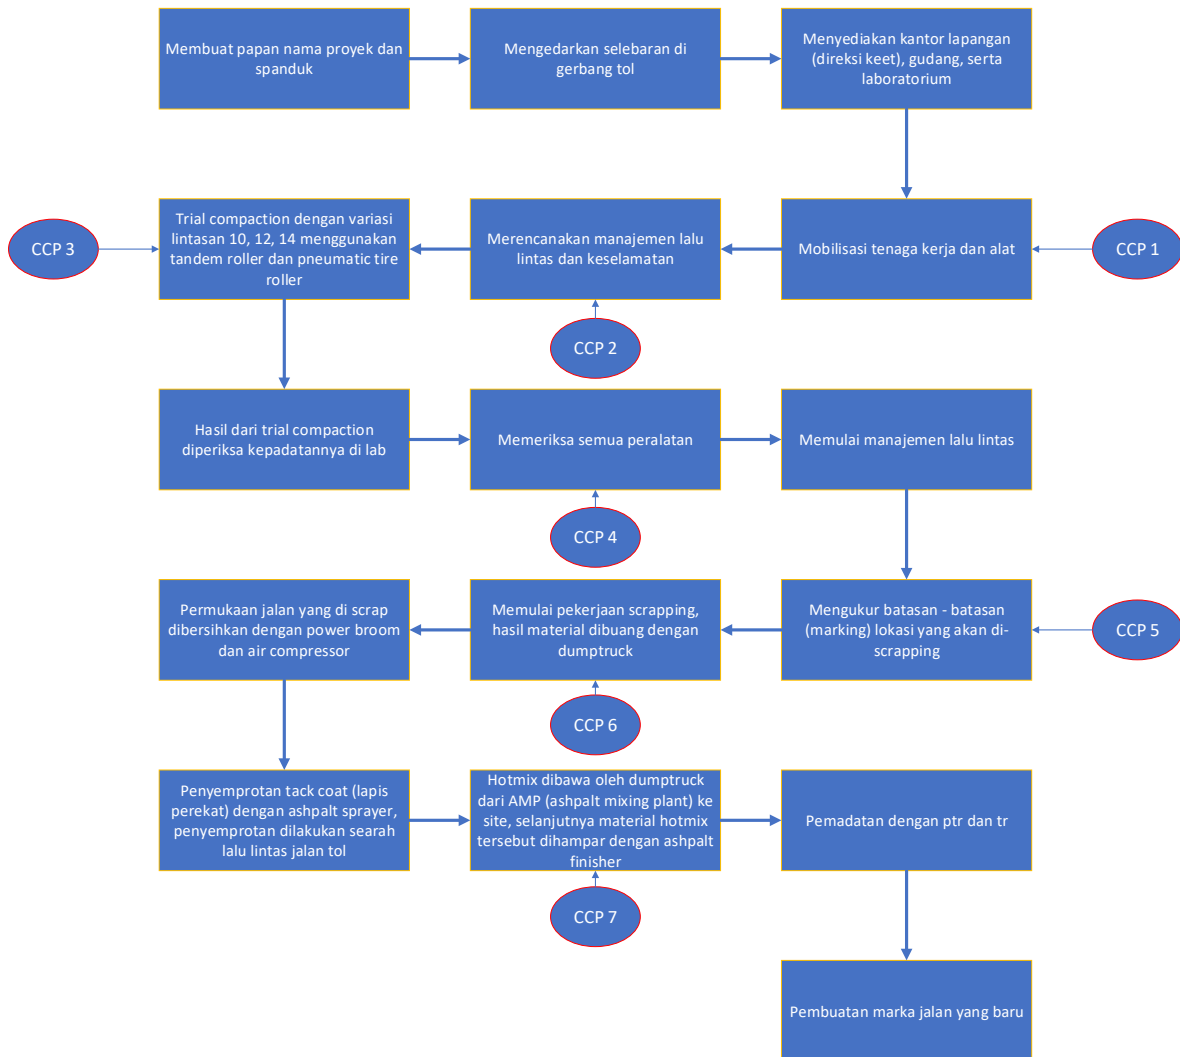 Membuat papan nama proyek dan
spanduk
Mengedarkan selebaran di
gerbang tol
Menyediakan kantor lapangan
(direksi keet), gudang, serta
laboratorium
CCP 3
Trial compaction dengan variasi
lintasan 10, 12, 14 menggunakan
tandem roller dan pneumatic tire
roller
Merencanakan manajemen lalu
lintas dan keselamatan
Mobilisasi tenaga kerja dan alat
CCP 1
CCP 2
Hasil dari trial compaction
diperiksa kepadatannya di lab
Memeriksa semua peralatan
Memulai manajemen lalu lintas
CCP 4
Permukaan jalan yang di scrap
dibersihkan dengan power broom
dan air compressor
Memulai pekerjaan scrapping,
hasil material dibuang dengan
dumptruck
Mengukur batasan - batasan
(marking) lokasi yang akan di-
scrapping
CCP 5
CCP 6
Penyemprotan tack coat (lapis
perekat) dengan ashpalt sprayer,
penyemprotan dilakukan searah
lalu lintas jalan tol
Hotmix dibawa oleh dumptruck
dari AMP (ashpalt mixing plant) ke
site, selanjutnya material hotmix
tersebut dihampar dengan ashpalt
finisher
Pemadatan dengan ptr dan tr
CCP 7
Pembuatan marka jalan yang baru